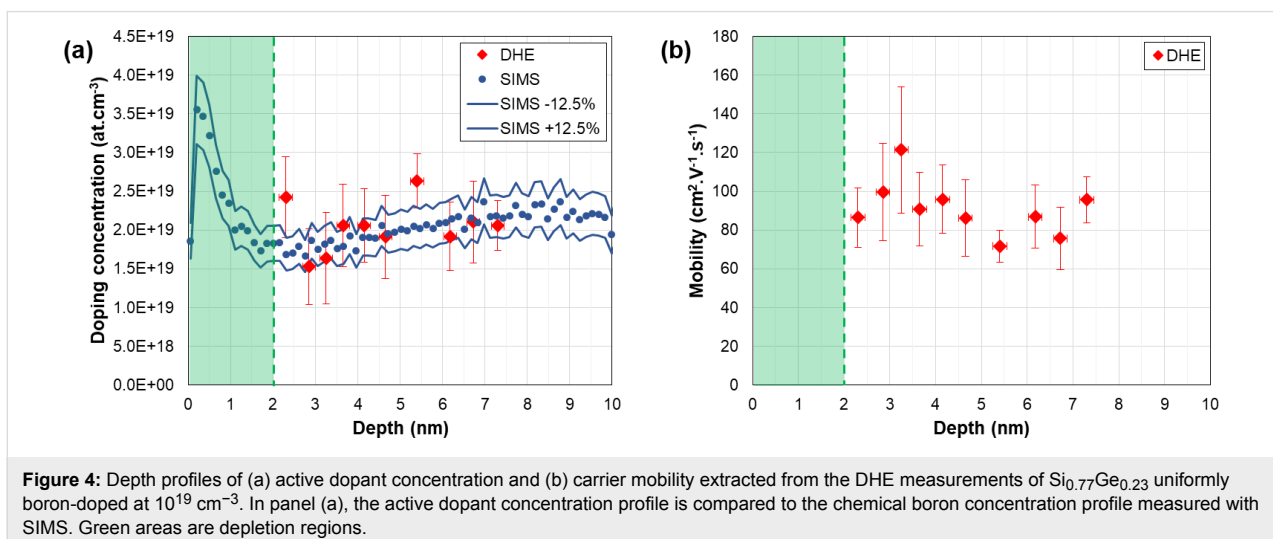 (a)
4.5E+19
4.0E+19
3.5E+19
3.0E+19
2.5E+19
2.0E+19
1.5E+19
1.0E+19
5.0E+18
0.0E+00
Doping concentration (at.cm-3)
DHE
SIMS
SIMS -12.5%
SIMS +12.5%
0 1 2 3 4 5 6 7 8 9 10
Depth (nm)
(b)
180
160
140
120
100
80
60
40
20
0
Mobility (cm².V-1.s-1)
DHE
0 1 2 3 4 5 6 7 8 9 10
Depth (nm)
Figure 4: Depth profiles of (a) active dopant concentration and (b) carrier mobility extracted from the DHE measurements of Si0.77Ge0.23 uniformly
boron-doped at 10¹⁹ cm⁻³. In panel (a), the active dopant concentration profile is compared to the chemical boron concentration profile measured with
SIMS. Green areas are depletion regions.